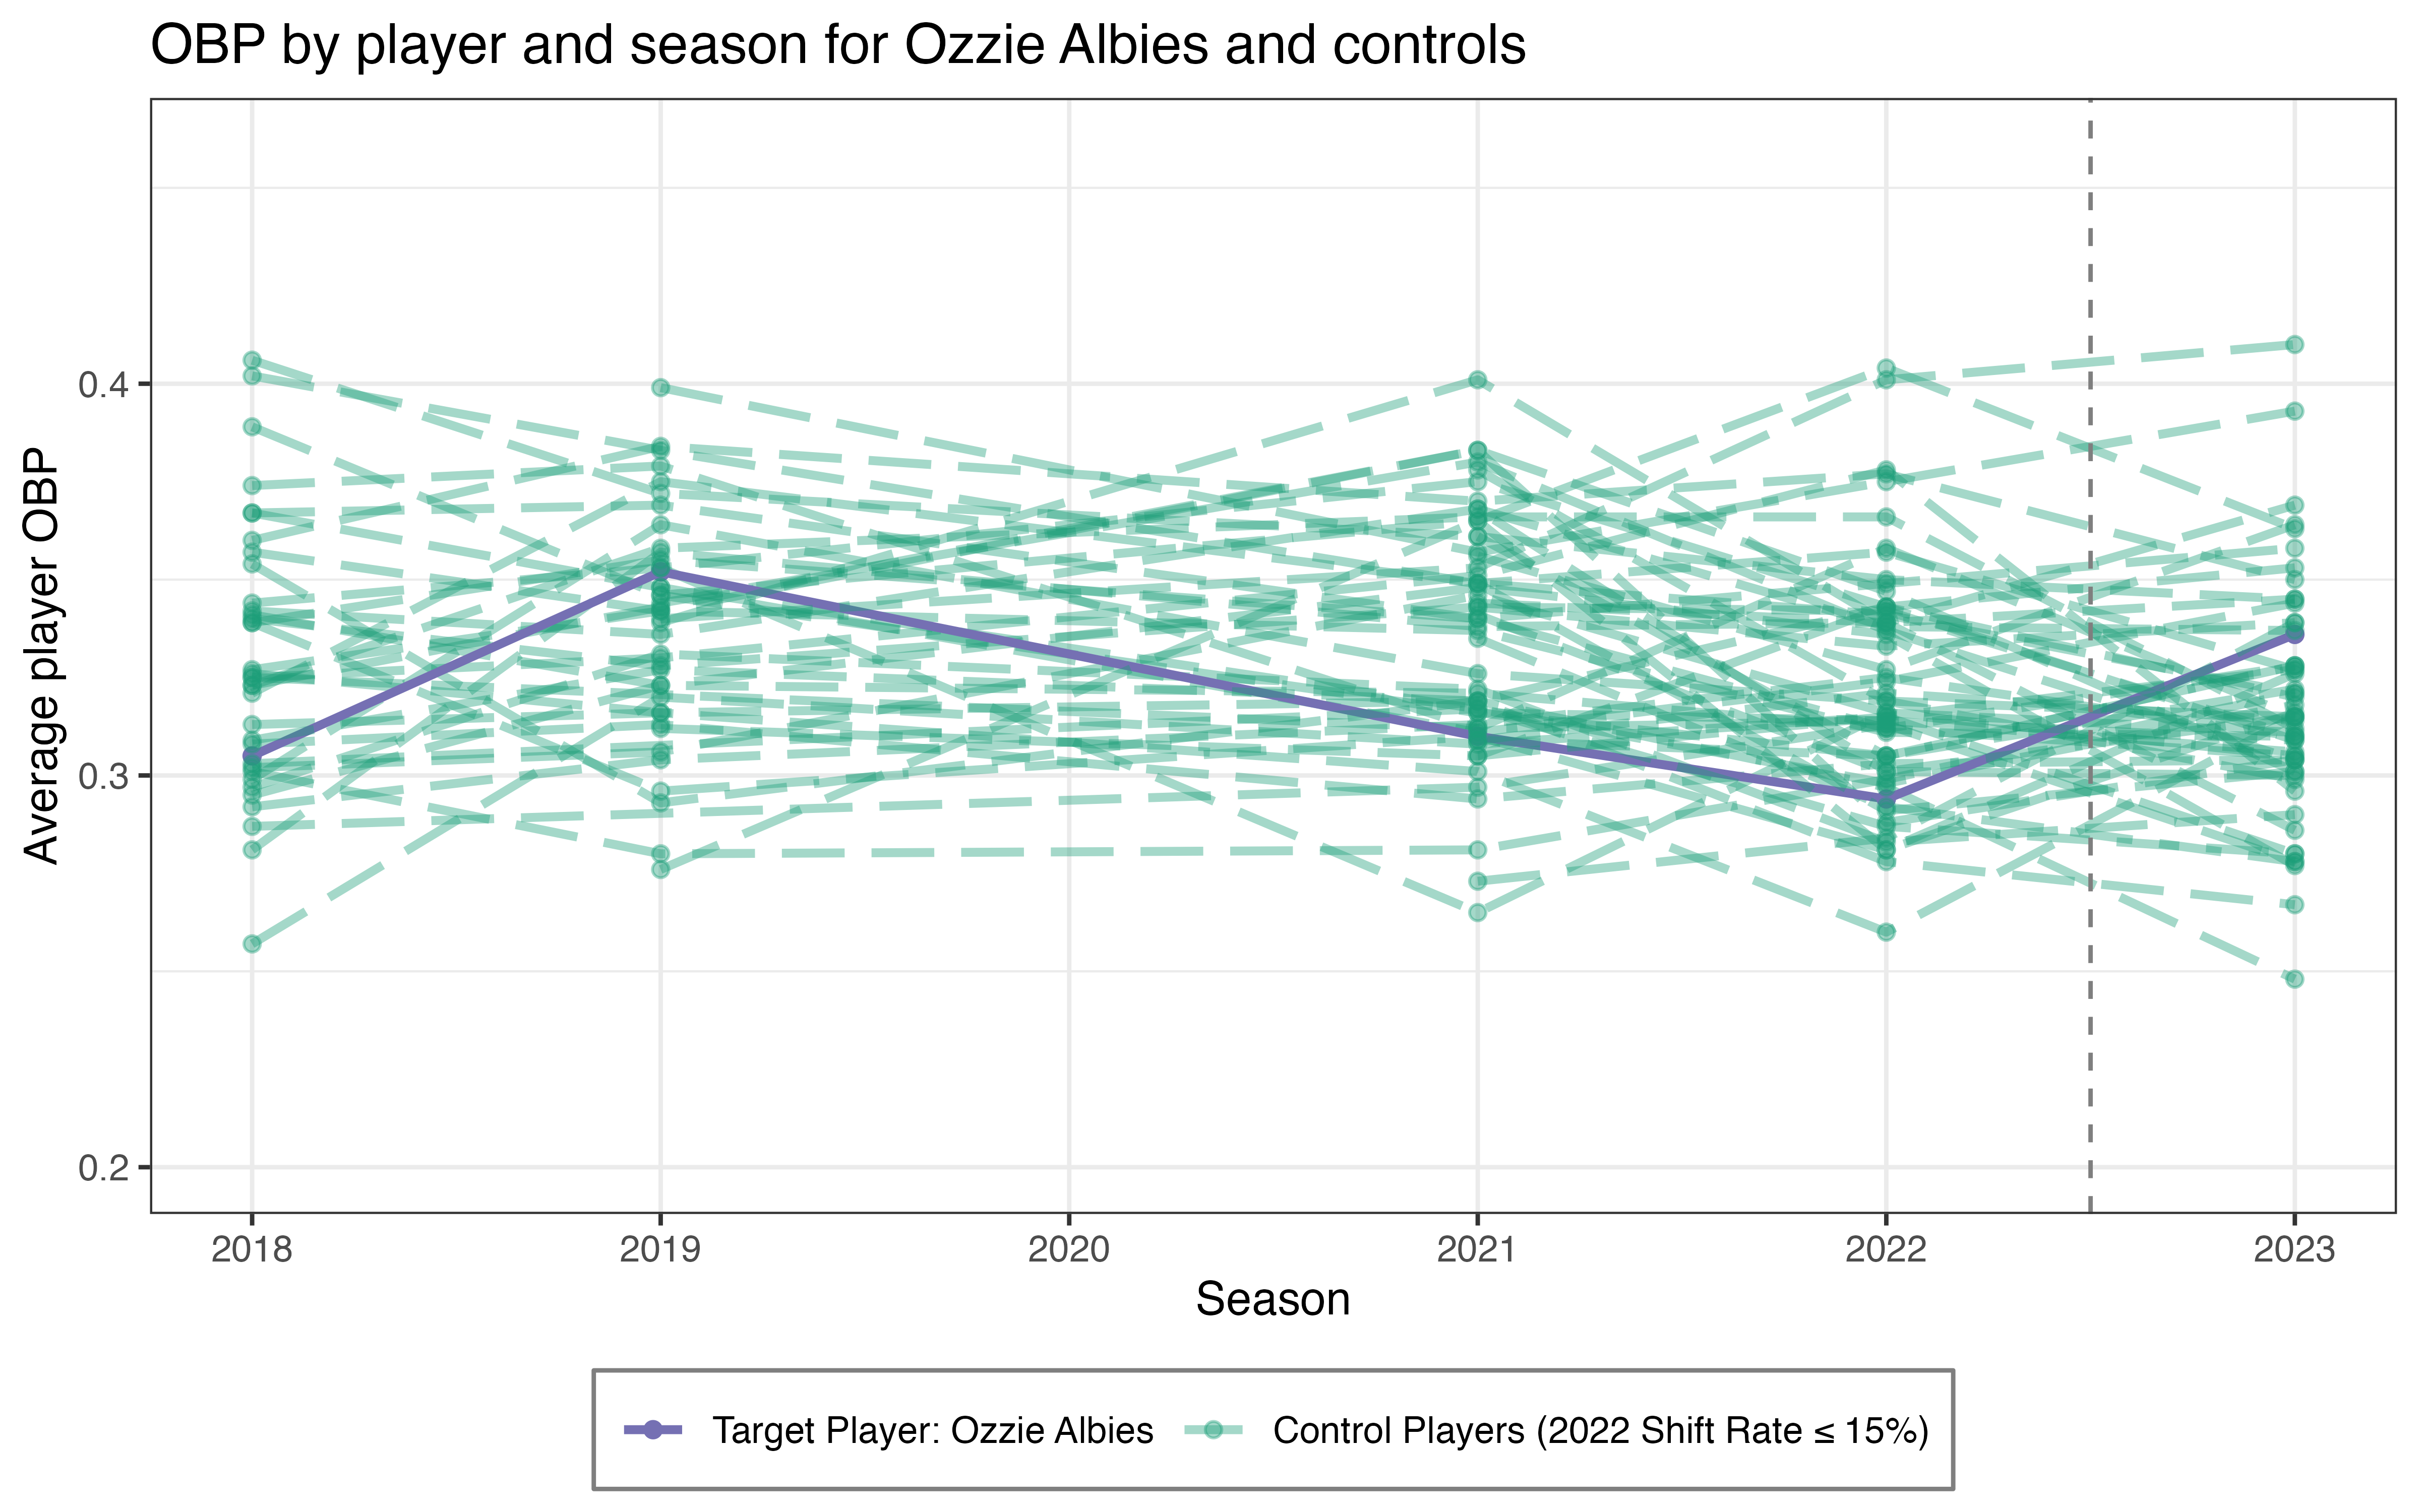 OBP by player and season for Ozzie Albies and controls
Average player OBP
0.4
0.3
0.2
2018 2019 2020 2021 2022 2023
Season
Target Player: Ozzie Albies Control Players (2022 Shift Rate ≤ 15%)